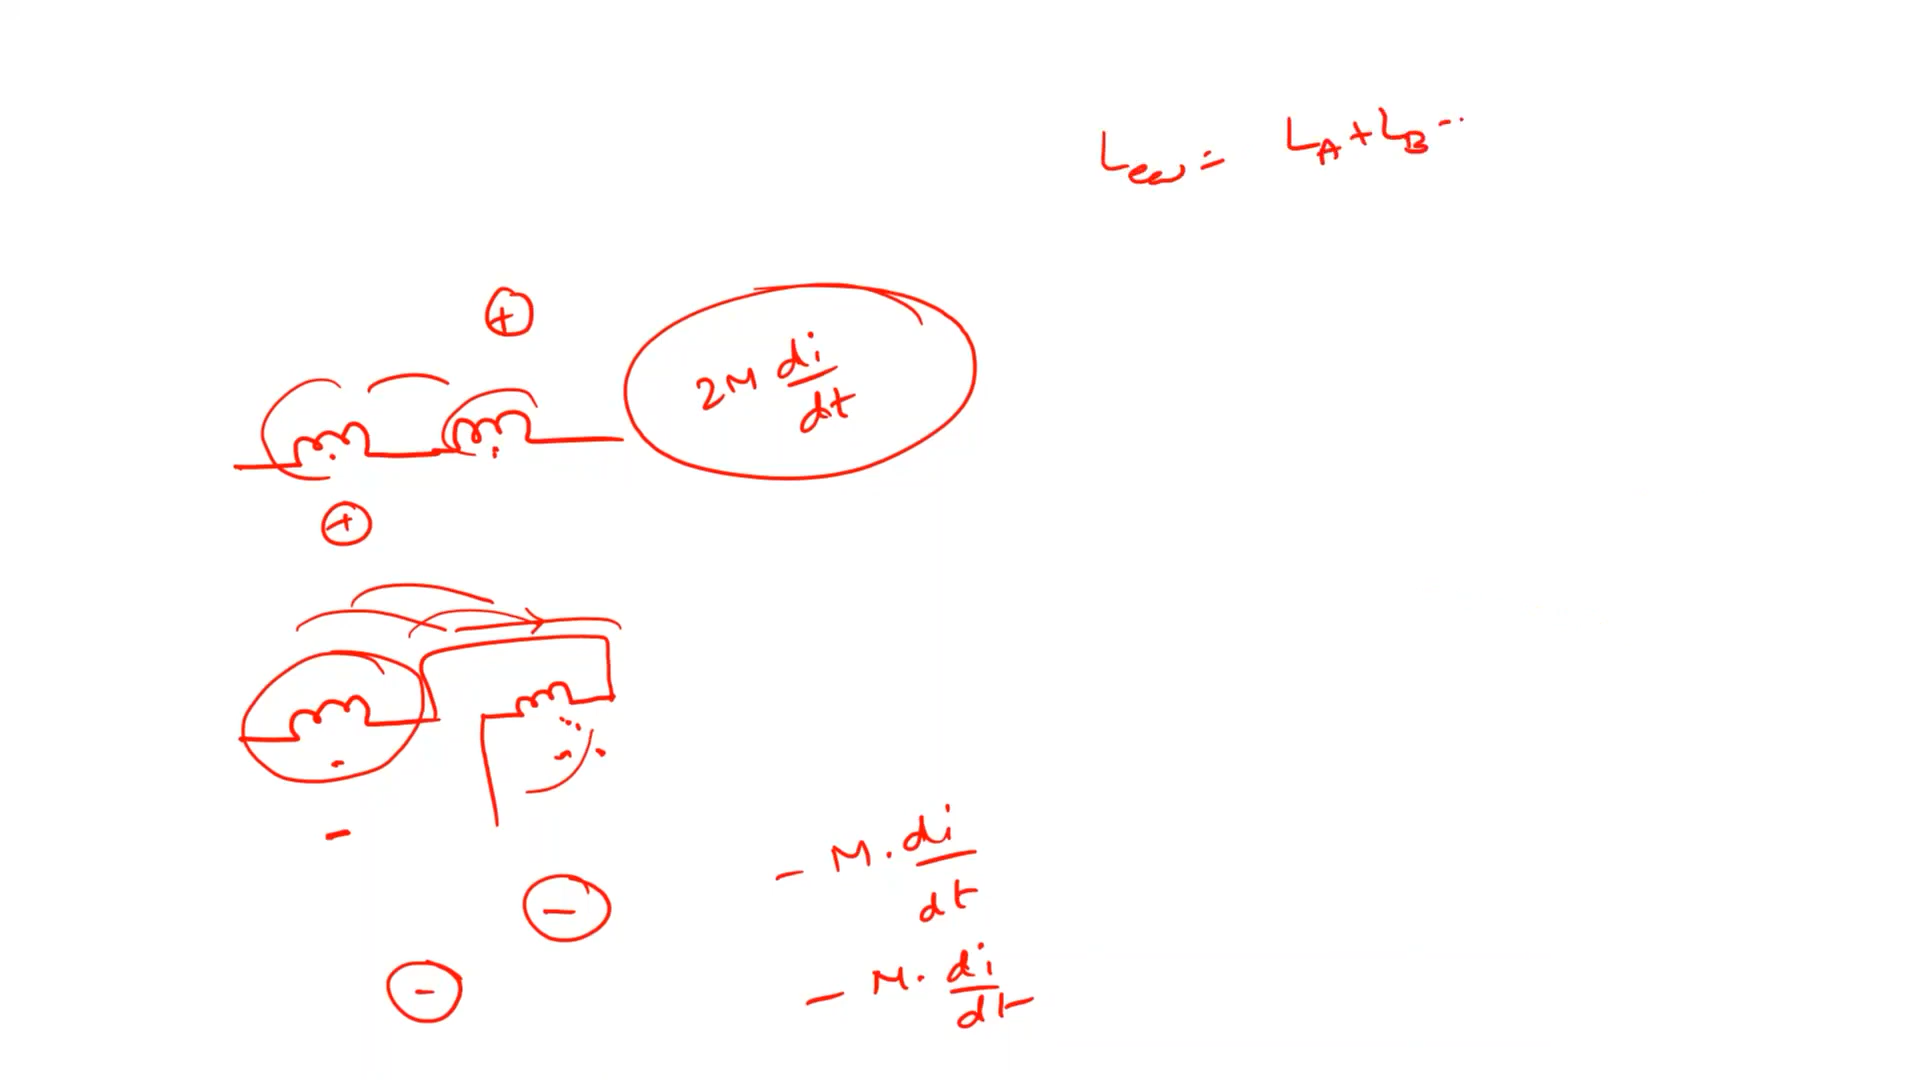 Leq = LA + LB -
+
2M di/dt
+
-
- M. di/dt
-
- M. di/dt
-